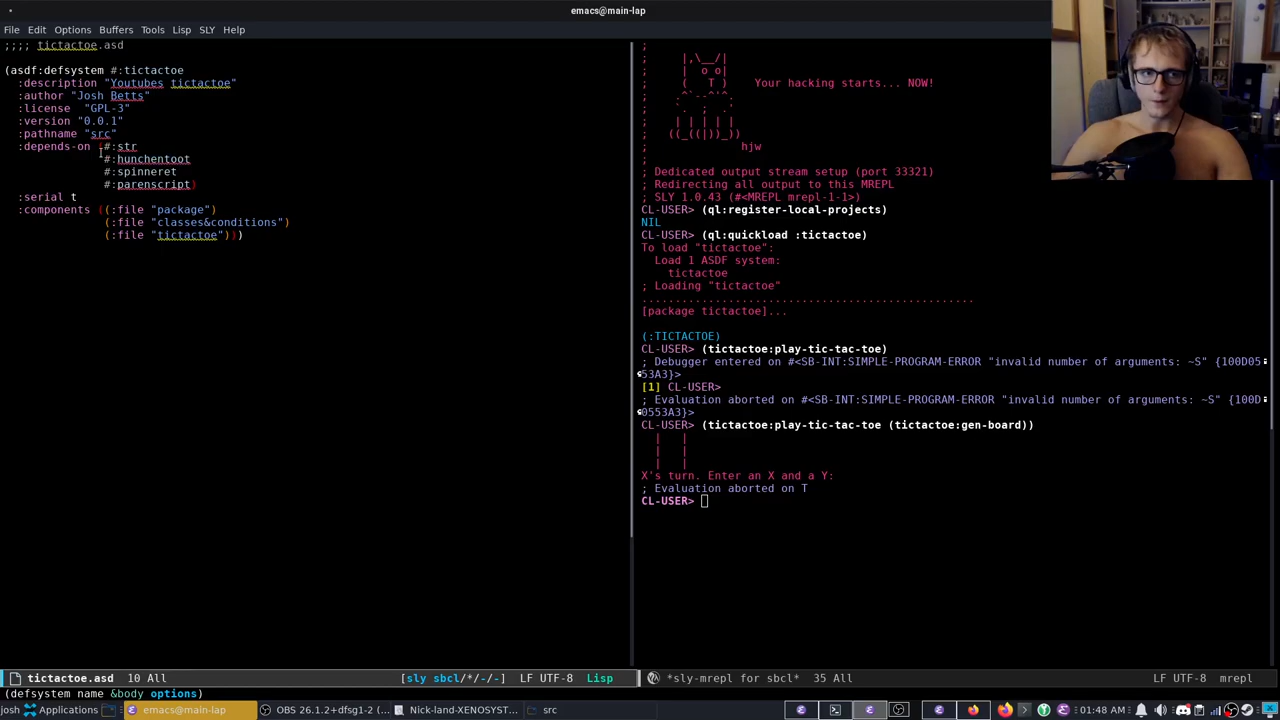 emacs@main-lap
File Edit Options Buffers Tools Lisp SLY Help
;;;; tictactoe.asd
(asdf:defsystem #:tictactoe
:description "Youtubes tictactoe"
:author "Josh Betts"
:license "GPL-3"
:version "0.0.1"
:pathname "src"
:depends-on (#:str
#:hunchentoot
#:spinneret
#:parenscript)
:serial t
:components ((:file "package")
(:file "classes&conditions")
(:file "tictactoe")))
tictactoe.asd 10 All [sly sbcl/*/-/-] LF UTF-8 Lisp
;
|,\__/|
| o o|
( T ) Your hacking starts... NOW!
.^`--^'^.
`. ; .'
| | | | |
((_((|))_))
hjw
;
; Dedicated output stream setup (port 33321)
; Redirecting all output to this MREPL
; SLY 1.0.43 (#<MREPL mrepl-1-1>)
CL-USER> (ql:register-local-projects)
NIL
CL-USER> (ql:quickload :tictactoe)
To load "tictactoe":
Load 1 ASDF system:
tictactoe
; Loading "tictactoe"
..................................................
[package tictactoe]...
(:TICTACTOE)
CL-USER> (tictactoe:play-tic-tac-toe)
; Debugger entered on #<SB-INT:SIMPLE-PROGRAM-ERROR "invalid number of arguments: ~S" {100D05
53A3}>
[1] CL-USER>
; Evaluation aborted on #<SB-INT:SIMPLE-PROGRAM-ERROR "invalid number of arguments: ~S" {100D
0553A3}>
CL-USER> (tictactoe:play-tic-tac-toe (tictactoe:gen-board))
| |
| |
| |
X's turn. Enter an X and a Y:
; Evaluation aborted on T
CL-USER>
*sly-mrepl for sbcl* 35 All LF UTF-8 mrepl
(defsystem name &body options)
josh Applications emacs@main-lap OBS 26.1.2+dfsg1-2 (... Nick-land-XENOSYST... src 01:48 AM